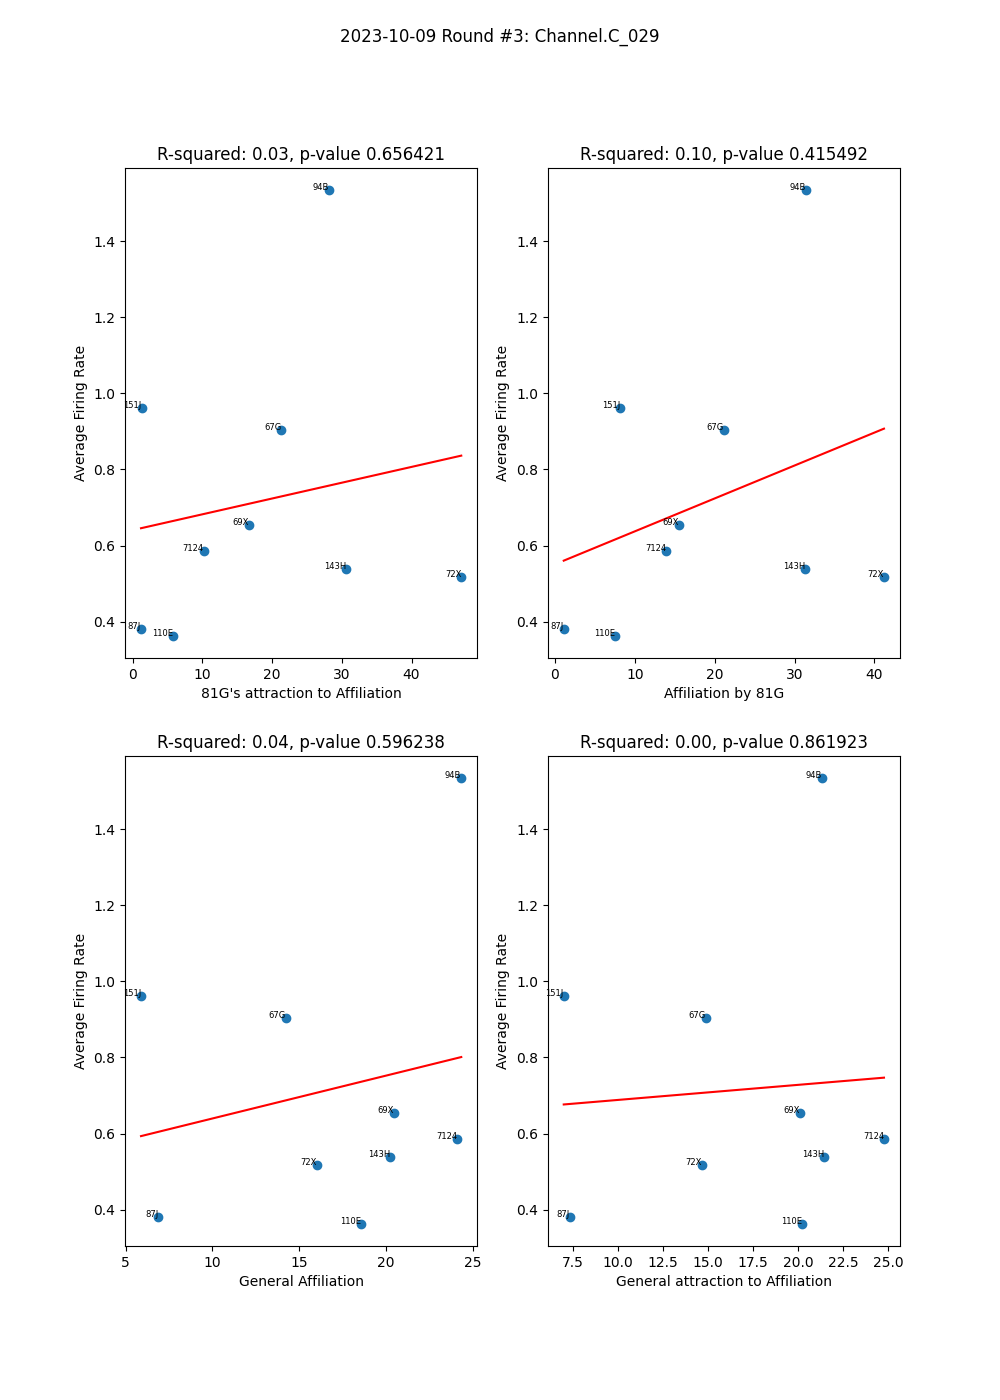 2023-10-09 Round #3: Channel.C_029
R-squared: 0.03, p-value 0.656421
Average Firing Rate
1.4
1.2
1.0
0.8
0.6
0.4
94B
151J
67G
69X
7124
143H
72X
87J
110E
0 10 20 30 40
81G's attraction to Affiliation
R-squared: 0.10, p-value 0.415492
Average Firing Rate
1.4
1.2
1.0
0.8
0.6
0.4
94B
151J
67G
69X
7124
143H
72X
87J
110E
0 10 20 30 40
Affiliation by 81G
R-squared: 0.04, p-value 0.596238
Average Firing Rate
1.4
1.2
1.0
0.8
0.6
0.4
94B
151J
67G
69X
7124
143H
72X
87J
110E
5 10 15 20 25
General Affiliation
R-squared: 0.00, p-value 0.861923
Average Firing Rate
1.4
1.2
1.0
0.8
0.6
0.4
94B
151J
67G
69X
7124
143H
72X
87J
110E
7.5 10.0 12.5 15.0 17.5 20.0 22.5 25.0
General attraction to Affiliation